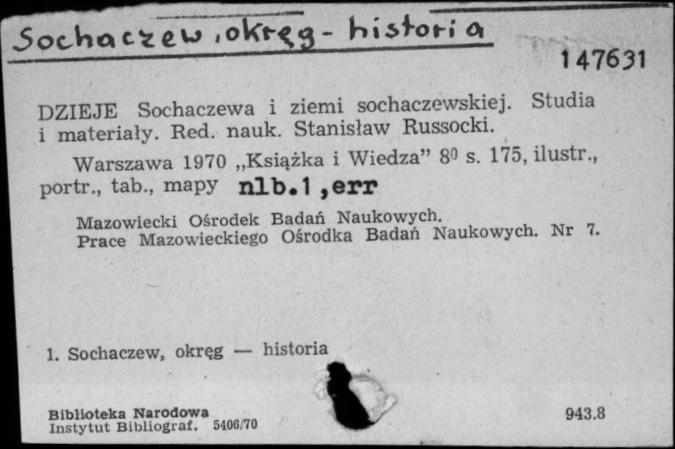 Sochaczew, okręg - historia
147631
DZIEJE Sochaczewa i ziemi sochaczewskiej. Studia
i materiały. Red. nauk. Stanisław Russocki.
Warszawa 1970 „Książka i Wiedza” 8⁰ s. 175, ilustr.,
portr., tab., mapy nlb.1,err
Mazowiecki Ośrodek Badań Naukowych.
Prace Mazowieckiego Ośrodka Badań Naukowych. Nr 7.
1. Sochaczew, okręg — historia
Biblioteka Narodowa
Instytut Bibliograf. 5406/70
943.8